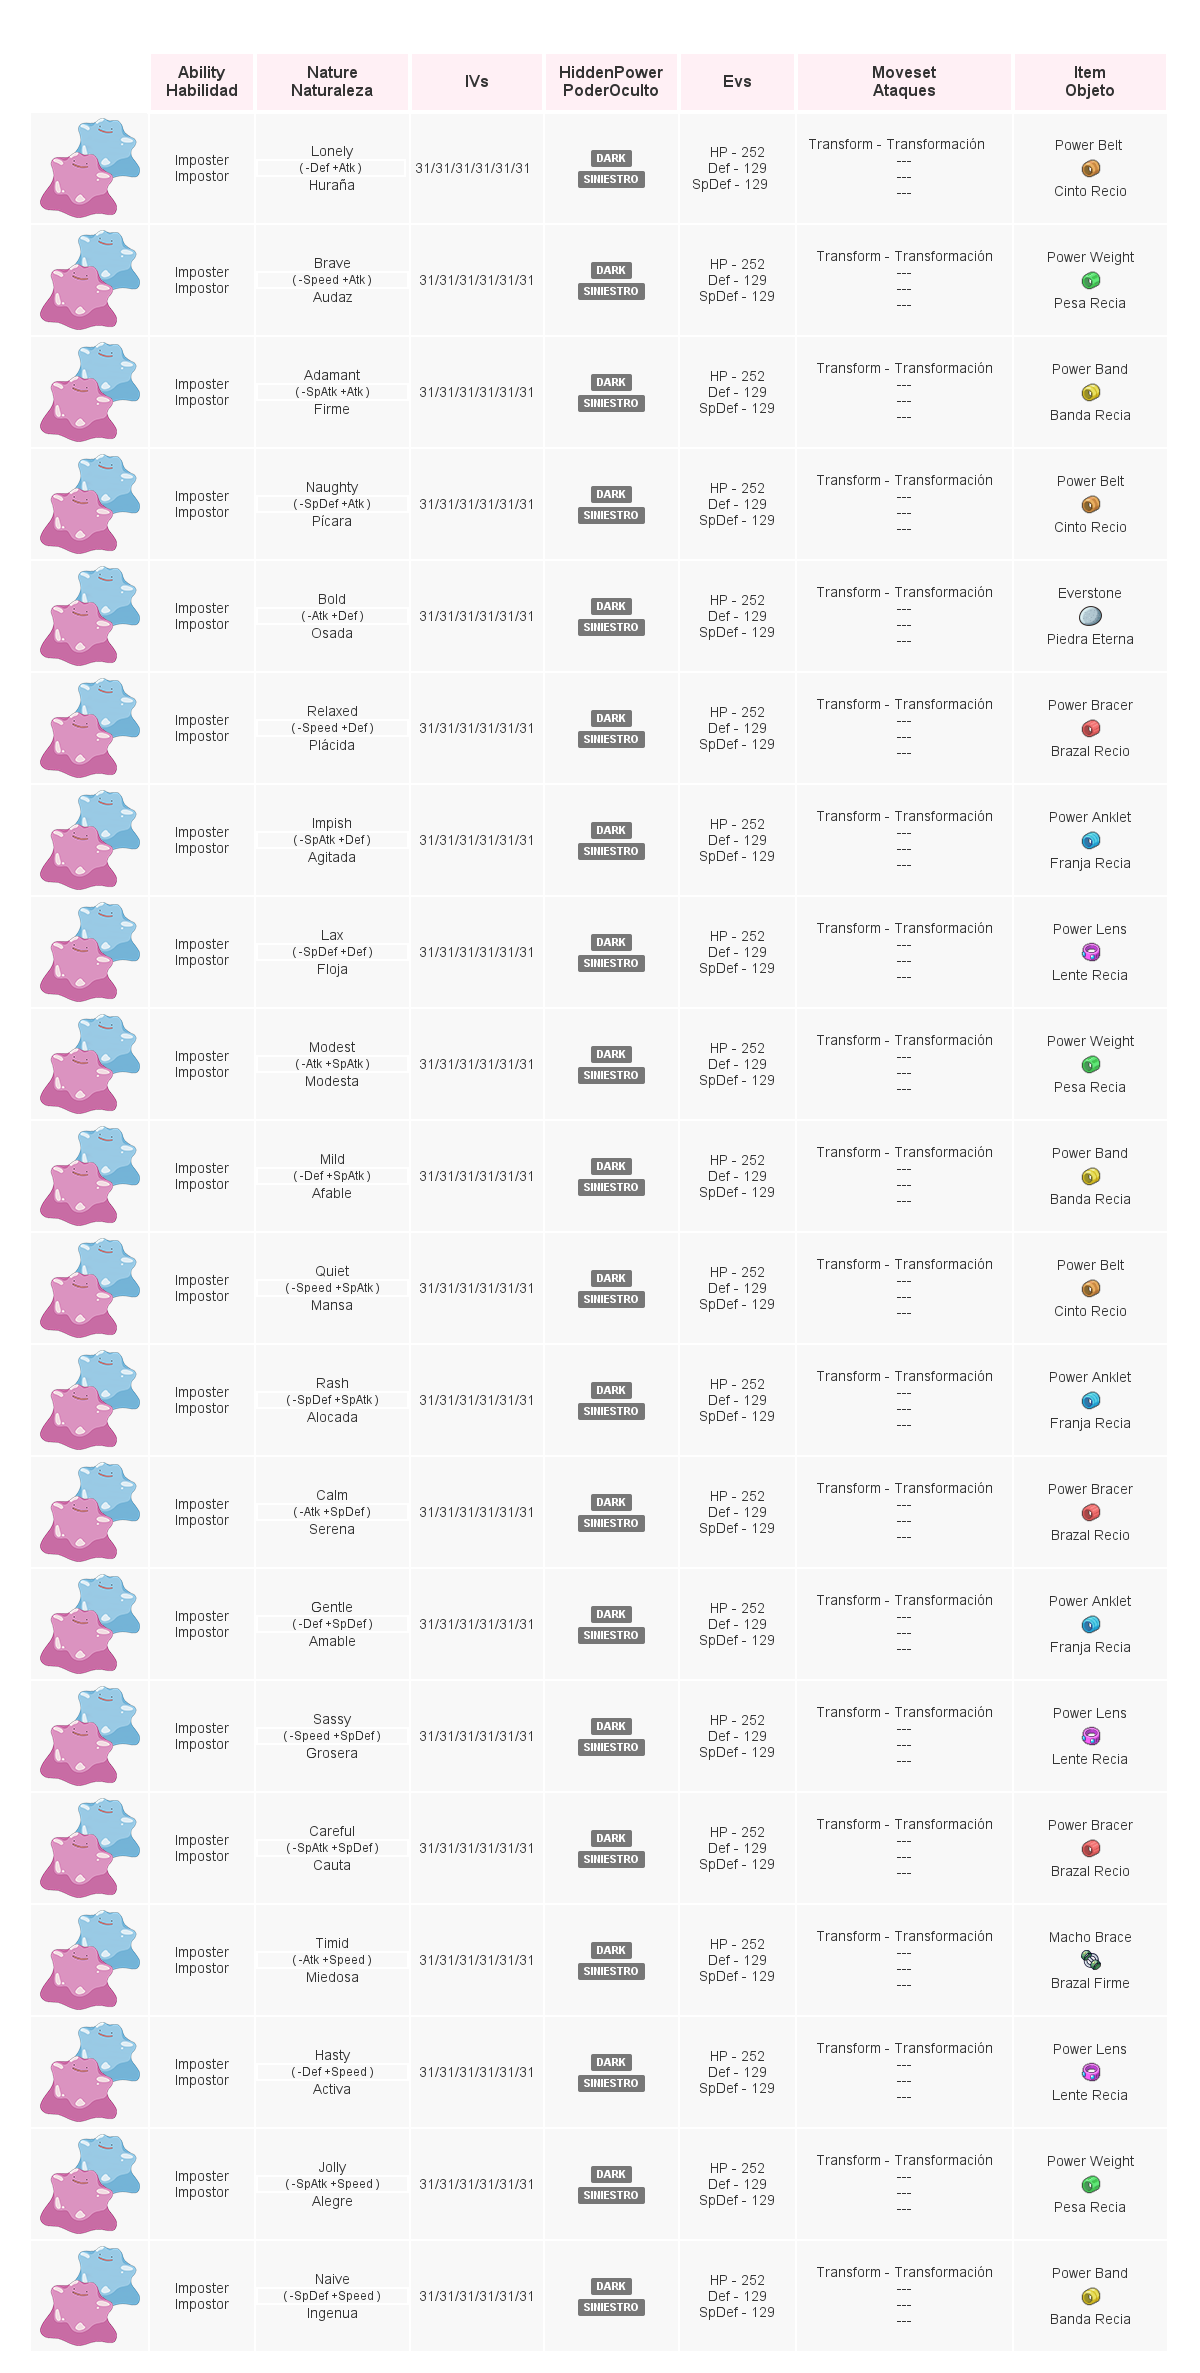 Ability Nature IVs HiddenPower Evs Moveset Item
Habilidad Naturaleza PoderOculto Ataques Objeto
Imposter
Impostor
Lonely
(-Def +Atk)
Huraña
31/31/31/31/31/31
DARK
SINIESTRO
HP - 252
Def - 129
SpDef - 129
Transform - Transformación
---
---
---
Power Belt
Cinto Recio
Imposter
Impostor
Brave
(-Speed +Atk)
Audaz
31/31/31/31/31/31
DARK
SINIESTRO
HP - 252
Def - 129
SpDef - 129
Transform - Transformación
---
---
---
Power Weight
Pesa Recia
Imposter
Impostor
Adamant
(-SpAtk +Atk)
Firme
31/31/31/31/31/31
DARK
SINIESTRO
HP - 252
Def - 129
SpDef - 129
Transform - Transformación
---
---
---
Power Band
Banda Recia
Imposter
Impostor
Naughty
(-SpDef +Atk)
Pícara
31/31/31/31/31/31
DARK
SINIESTRO
HP - 252
Def - 129
SpDef - 129
Transform - Transformación
---
---
---
Power Belt
Cinto Recio
Imposter
Impostor
Bold
(-Atk +Def)
Osada
31/31/31/31/31/31
DARK
SINIESTRO
HP - 252
Def - 129
SpDef - 129
Transform - Transformación
---
---
---
Everstone
Piedra Eterna
Imposter
Impostor
Relaxed
(-Speed +Def)
Plácida
31/31/31/31/31/31
DARK
SINIESTRO
HP - 252
Def - 129
SpDef - 129
Transform - Transformación
---
---
---
Power Bracer
Brazal Recio
Imposter
Impostor
Impish
(-SpAtk +Def)
Agitada
31/31/31/31/31/31
DARK
SINIESTRO
HP - 252
Def - 129
SpDef - 129
Transform - Transformación
---
---
---
Power Anklet
Franja Recia
Imposter
Impostor
Lax
(-SpDef +Def)
Floja
31/31/31/31/31/31
DARK
SINIESTRO
HP - 252
Def - 129
SpDef - 129
Transform - Transformación
---
---
---
Power Lens
Lente Recia
Imposter
Impostor
Modest
(-Atk +SpAtk)
Modesta
31/31/31/31/31/31
DARK
SINIESTRO
HP - 252
Def - 129
SpDef - 129
Transform - Transformación
---
---
---
Power Weight
Pesa Recia
Imposter
Impostor
Mild
(-Def +SpAtk)
Afable
31/31/31/31/31/31
DARK
SINIESTRO
HP - 252
Def - 129
SpDef - 129
Transform - Transformación
---
---
---
Power Band
Banda Recia
Imposter
Impostor
Quiet
(-Speed +SpAtk)
Mansa
31/31/31/31/31/31
DARK
SINIESTRO
HP - 252
Def - 129
SpDef - 129
Transform - Transformación
---
---
---
Power Belt
Cinto Recio
Imposter
Impostor
Rash
(-SpDef +SpAtk)
Alocada
31/31/31/31/31/31
DARK
SINIESTRO
HP - 252
Def - 129
SpDef - 129
Transform - Transformación
---
---
---
Power Anklet
Franja Recia
Imposter
Impostor
Calm
(-Atk +SpDef)
Serena
31/31/31/31/31/31
DARK
SINIESTRO
HP - 252
Def - 129
SpDef - 129
Transform - Transformación
---
---
---
Power Bracer
Brazal Recio
Imposter
Impostor
Gentle
(-Def +SpDef)
Amable
31/31/31/31/31/31
DARK
SINIESTRO
HP - 252
Def - 129
SpDef - 129
Transform - Transformación
---
---
---
Power Anklet
Franja Recia
Imposter
Impostor
Sassy
(-Speed +SpDef)
Grosera
31/31/31/31/31/31
DARK
SINIESTRO
HP - 252
Def - 129
SpDef - 129
Transform - Transformación
---
---
---
Power Lens
Lente Recia
Imposter
Impostor
Careful
(-SpAtk +SpDef)
Cauta
31/31/31/31/31/31
DARK
SINIESTRO
HP - 252
Def - 129
SpDef - 129
Transform - Transformación
---
---
---
Power Bracer
Brazal Recio
Imposter
Impostor
Timid
(-Atk +Speed)
Miedosa
31/31/31/31/31/31
DARK
SINIESTRO
HP - 252
Def - 129
SpDef - 129
Transform - Transformación
---
---
---
Macho Brace
Brazal Firme
Imposter
Impostor
Hasty
(-Def +Speed)
Activa
31/31/31/31/31/31
DARK
SINIESTRO
HP - 252
Def - 129
SpDef - 129
Transform - Transformación
---
---
---
Power Lens
Lente Recia
Imposter
Impostor
Jolly
(-SpAtk +Speed)
Alegre
31/31/31/31/31/31
DARK
SINIESTRO
HP - 252
Def - 129
SpDef - 129
Transform - Transformación
---
---
---
Power Weight
Pesa Recia
Imposter
Impostor
Naive
(-SpDef +Speed)
Ingenua
31/31/31/31/31/31
DARK
SINIESTRO
HP - 252
Def - 129
SpDef - 129
Transform - Transformación
---
---
---
Power Band
Banda Recia